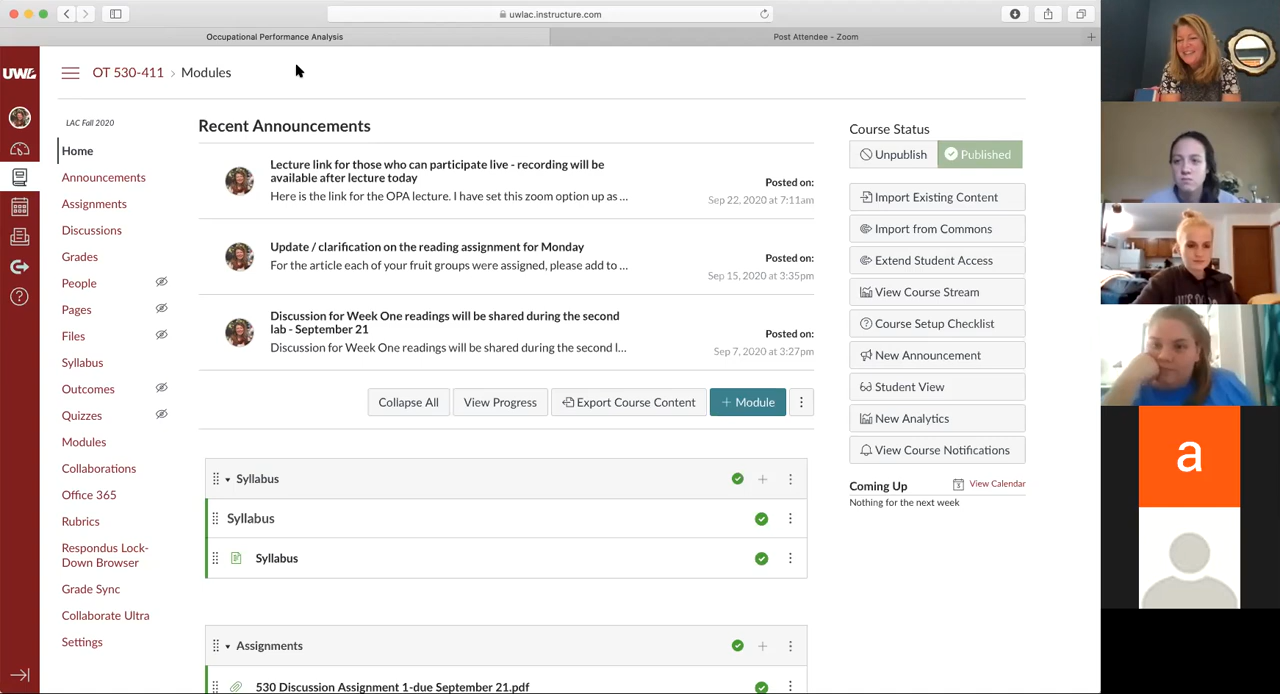 uwlac.instructure.com
Occupational Performance Analysis
Post Attendee - Zoom
UWL
OT 530-411 › Modules
LAC Fall 2020
Home
Announcements
Assignments
Discussions
Grades
People
Pages
Files
Syllabus
Outcomes
Quizzes
Modules
Collaborations
Office 365
Rubrics
Respondus Lock-
Down Browser
Grade Sync
Collaborate Ultra
Settings
Recent Announcements
Lecture link for those who can participate live - recording will be
available after lecture today
Here is the link for the OPA lecture. I have set this zoom option up as ...
Posted on:
Sep 22, 2020 at 7:11am
Update / clarification on the reading assignment for Monday
For the article each of your fruit groups were assigned, please add to ...
Posted on:
Sep 15, 2020 at 3:35pm
Discussion for Week One readings will be shared during the second
lab - September 21
Discussion for Week One readings will be shared during the second l...
Posted on:
Sep 7, 2020 at 3:27pm
Collapse All
View Progress
Export Course Content
+ Module
Syllabus
Syllabus
Syllabus
Assignments
530 Discussion Assignment 1-due September 21.pdf
Course Status
Unpublish
Published
Import Existing Content
Import from Commons
Extend Student Access
View Course Stream
Course Setup Checklist
New Announcement
Student View
New Analytics
View Course Notifications
Coming Up
View Calendar
Nothing for the next week
a